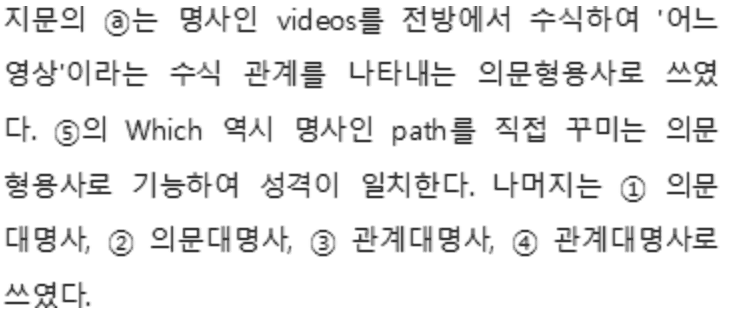 지문의 ⓐ는 명사인 videos를 전방에서 수식하여 '어느
영상'이라는 수식 관계를 나타내는 의문형용사로 쓰였
다. ⑤의 Which 역시 명사인 path를 직접 꾸미는 의문
형용사로 기능하여 성격이 일치한다. 나머지는 ① 의문
대명사, ② 의문대명사, ③ 관계대명사, ④ 관계대명사로
쓰였다.